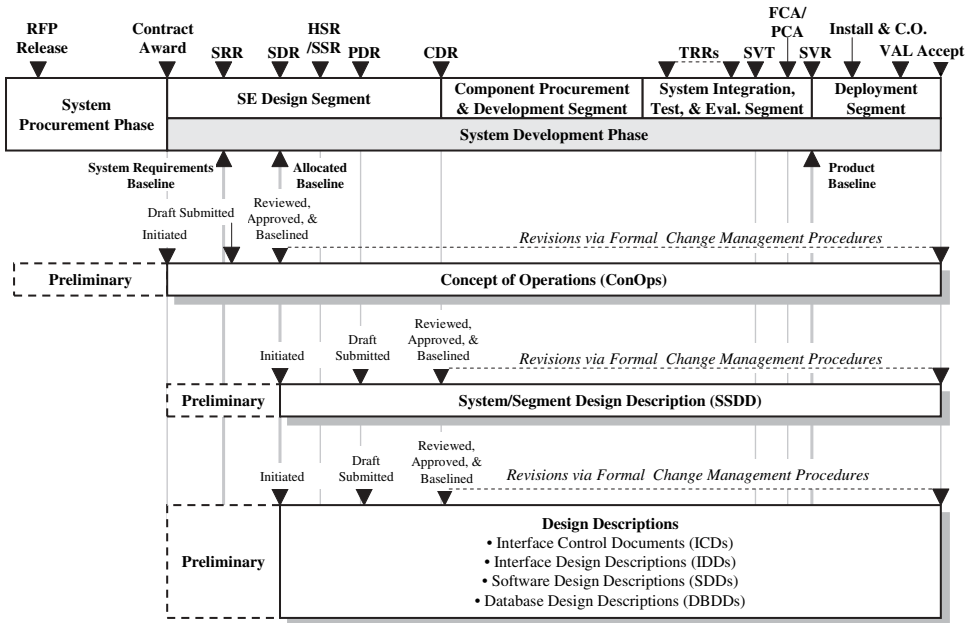 RFP
Release
Contract
Award
SRR
SDR
HSR
/SSR
PDR
CDR
TRRs
SVT
FCA/
PCA
SVR
Install & C.O.
VAL Accept
System
Procurement Phase
SE Design Segment
Component Procurement
& Development Segment
System Integration,
Test, & Eval. Segment
Deployment
Segment
System Development Phase
System Requirements
Baseline
Allocated
Baseline
Product
Baseline
Draft Submitted
Initiated
Reviewed,
Approved, &
Baselined
Revisions via Formal Change Management Procedures
Preliminary
Concept of Operations (ConOps)
Initiated
Draft
Submitted
Reviewed,
Approved, &
Baselined
Revisions via Formal Change Management Procedures
Preliminary
System/Segment Design Description (SSDD)
Initiated
Draft
Submitted
Reviewed,
Approved, &
Baselined
Revisions via Formal Change Management Procedures
Preliminary
Design Descriptions
• Interface Control Documents (ICDs)
• Interface Design Descriptions (IDDs)
• Software Design Descriptions (SDDs)
• Database Design Descriptions (DBDDs)